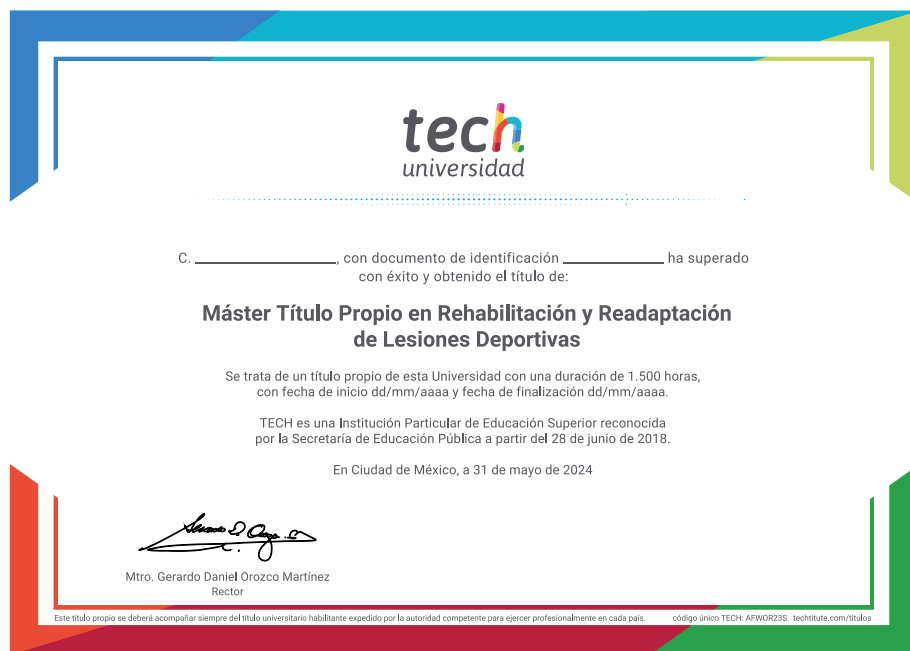 tech
universidad
C. ____________, con documento de identificación ____________ ha superado
con éxito y obtenido el título de:
Máster Título Propio en Rehabilitación y Readaptación
de Lesiones Deportivas
Se trata de un título propio de esta Universidad con una duración de 1.500 horas,
con fecha de inicio dd/mm/aaaa y fecha de finalización dd/mm/aaaa.
TECH es una Institución Particular de Educación Superior reconocida
por la Secretaría de Educación Pública a partir del 28 de junio de 2018.
En Ciudad de México, a 31 de mayo de 2024
Mtro. Gerardo Daniel Orozco Martínez
Rector
Este título propio se deberá acompañar siempre del título universitario habilitante expedido por la autoridad competente para ejercer profesionalmente en cada país. código único TECH: AFWOR23S techtitute.com/titulos